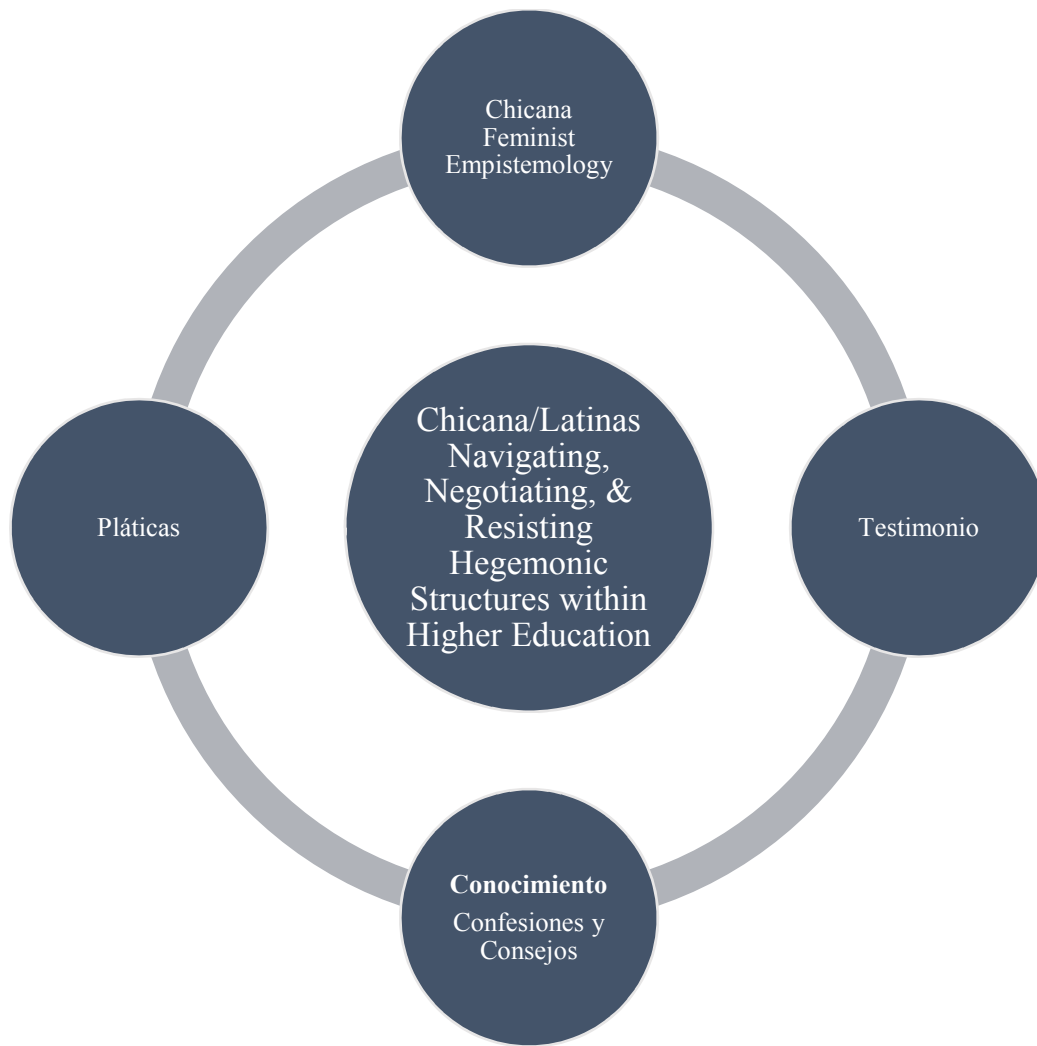 Chicana
Feminist
Empistemology
Pláticas
Chicana/Latinas
Navigating,
Negotiating, &
Resisting
Hegemonic
Structures within
Higher Education
Testimonio
Conocimiento
Confesiones y
Consejos